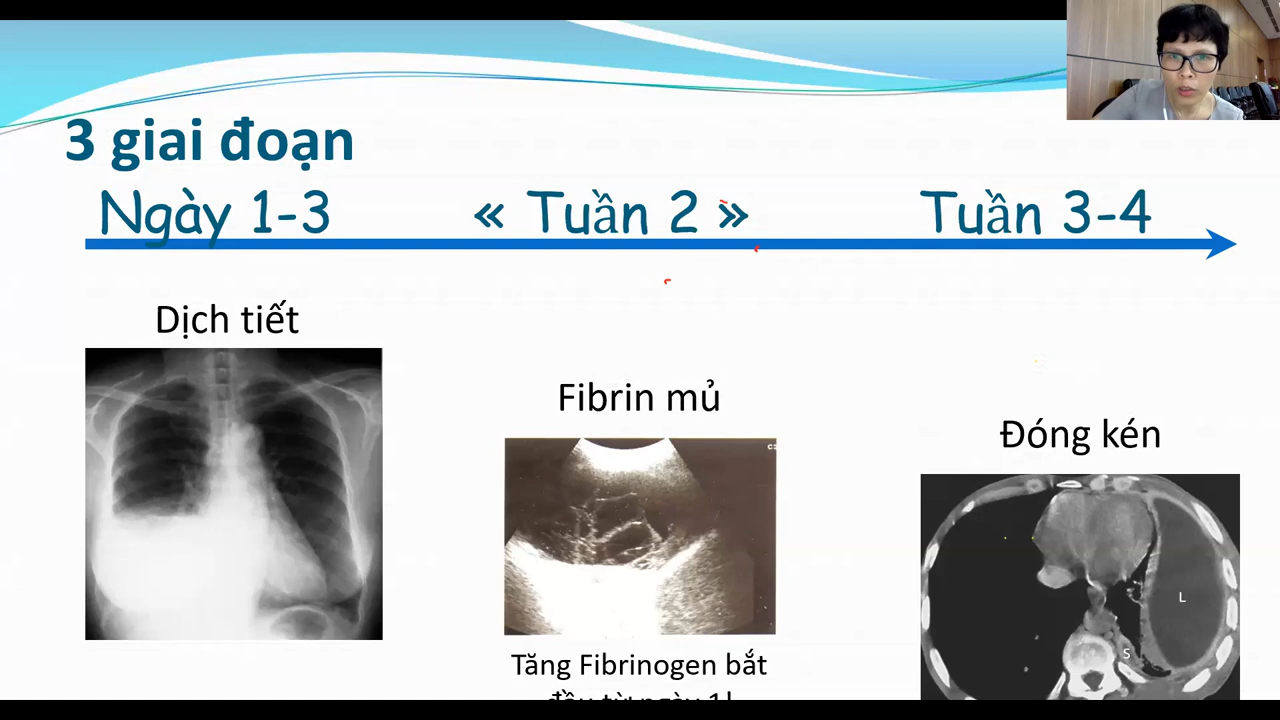 3 giai đoạn
Ngày 1-3
« Tuần 2 »
Tuần 3-4
Dịch tiết
Fibrin mủ
Đóng kén
L
S
Tăng Fibrinogen bắt
đầu từ ngày 1!